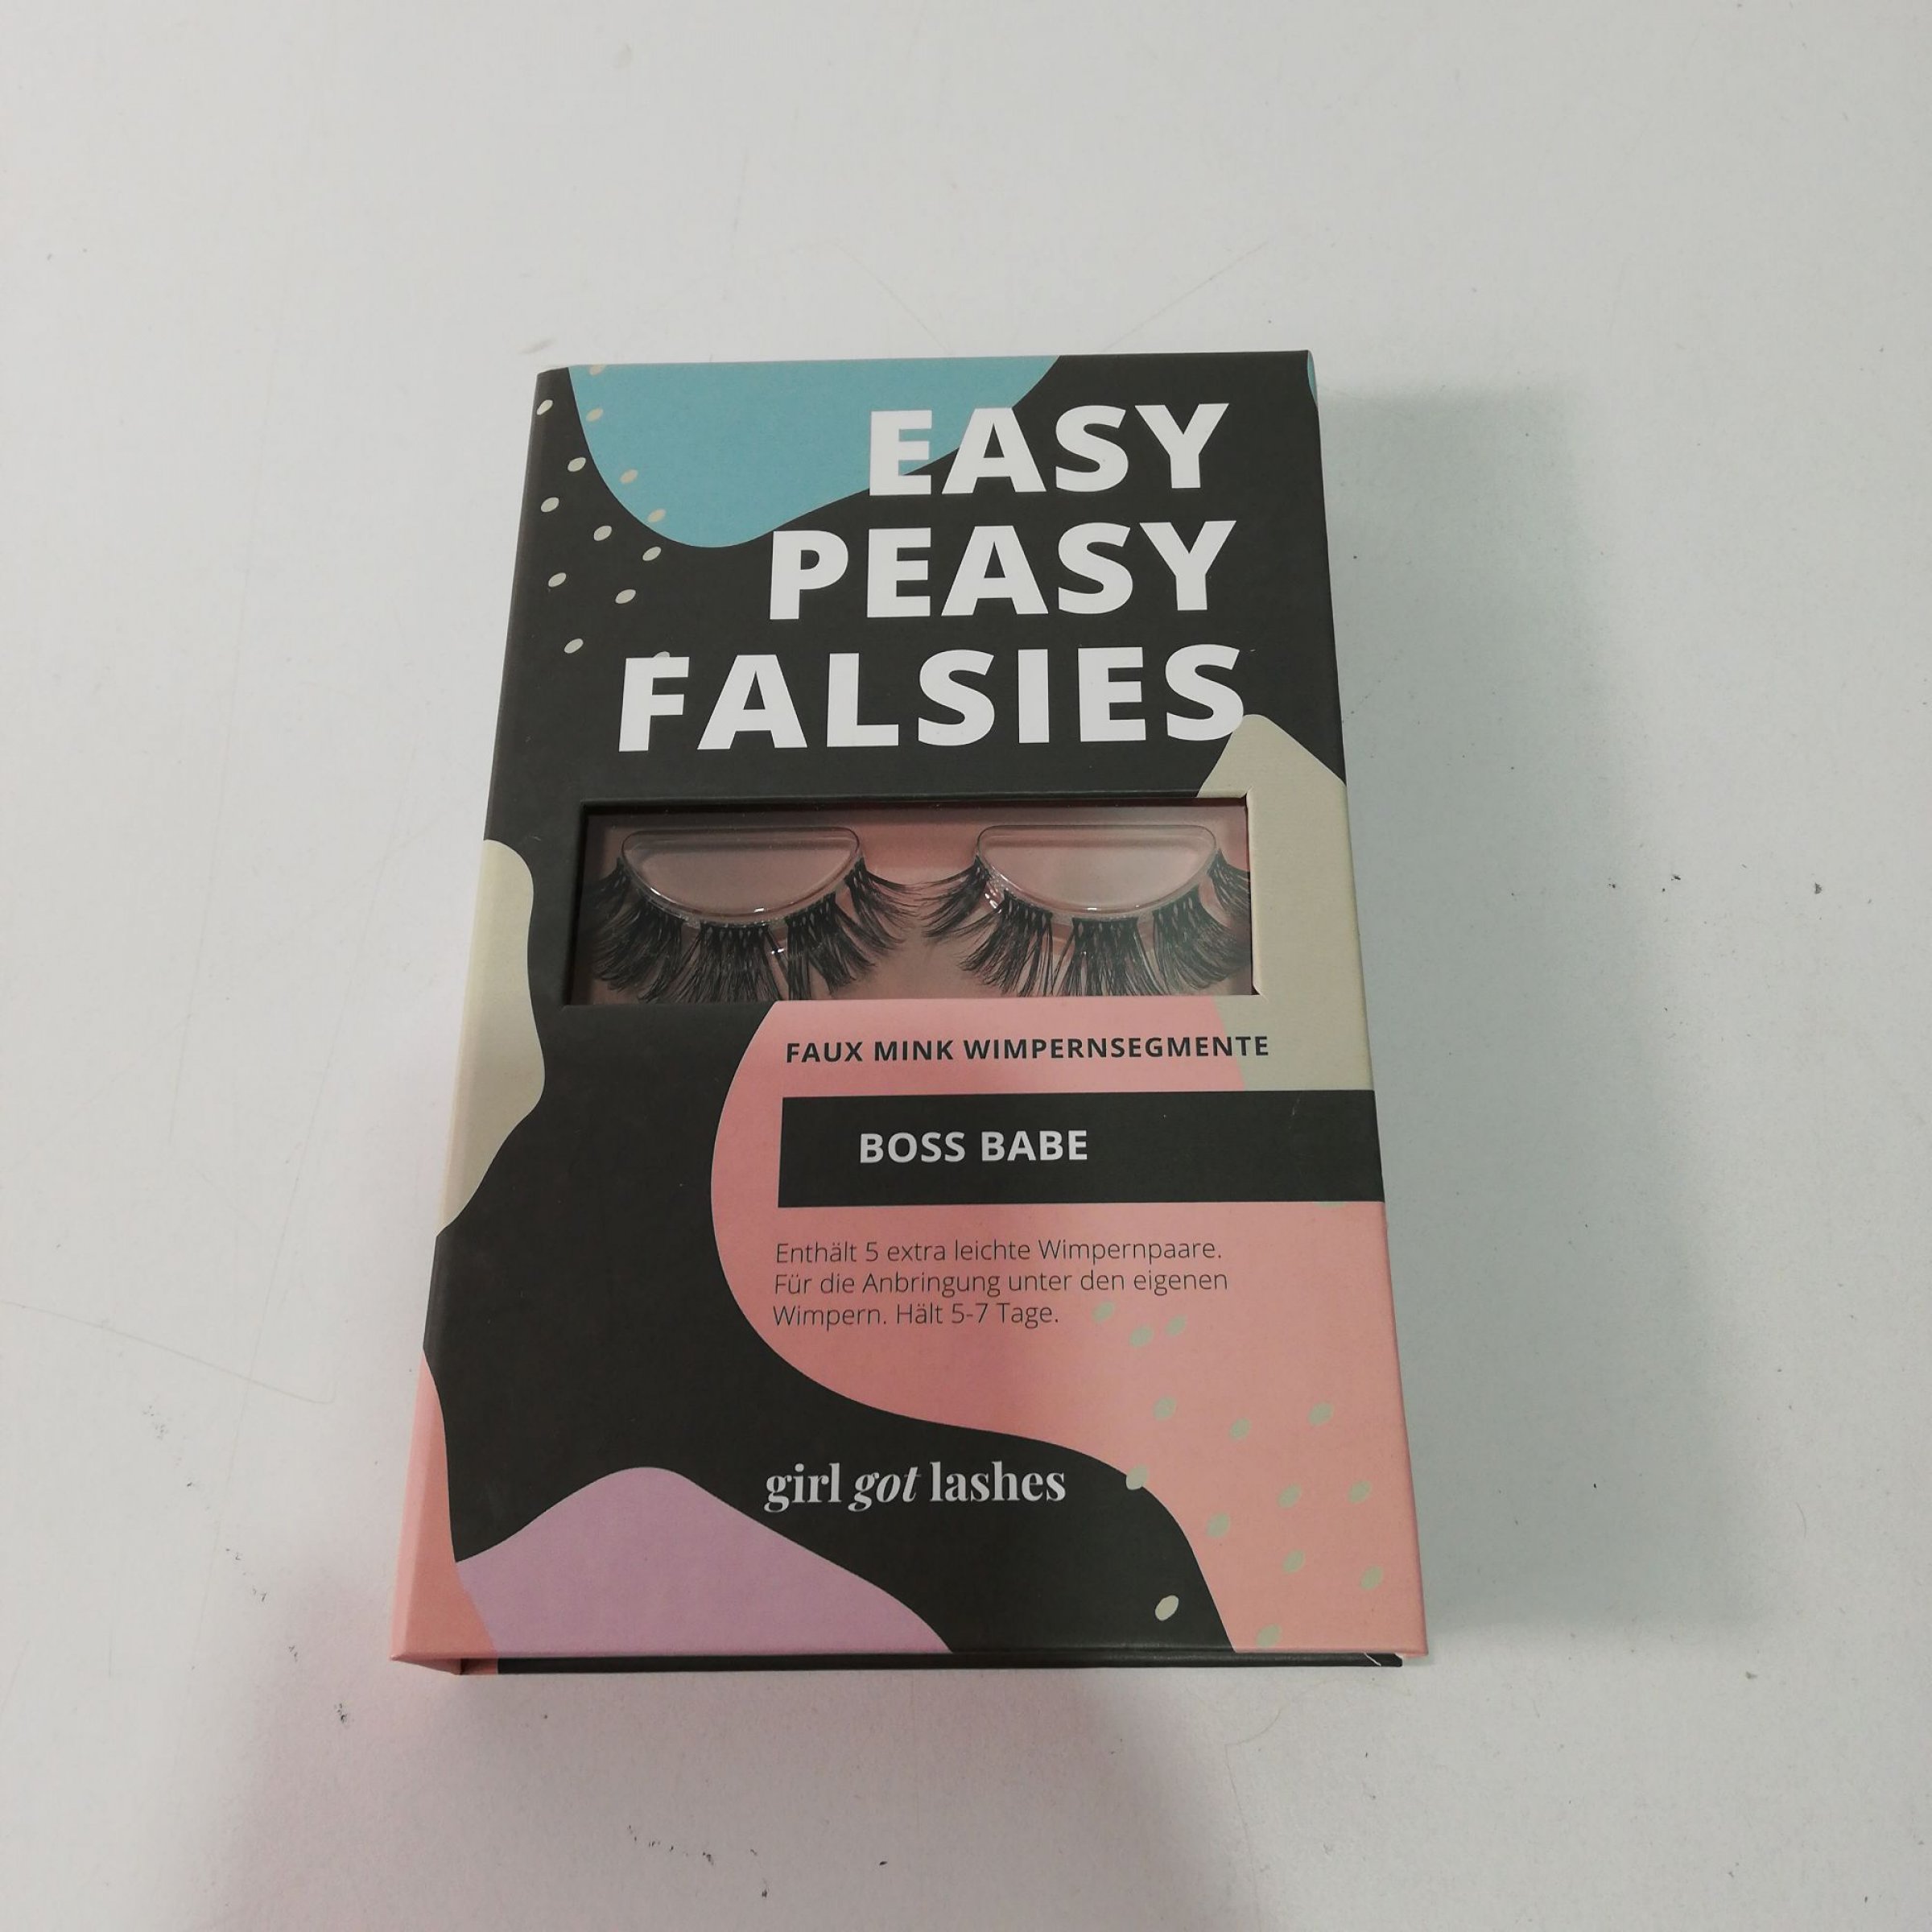 EASY
PEASY
FALSIES
FAUX MINK WIMPERNSEGMENTE
BOSS BABE
Enthält 5 extra leichte Wimpernpaare.
Für die Anbringung unter den eigenen
Wimpern. Hält 5-7 Tage.
girl got lashes